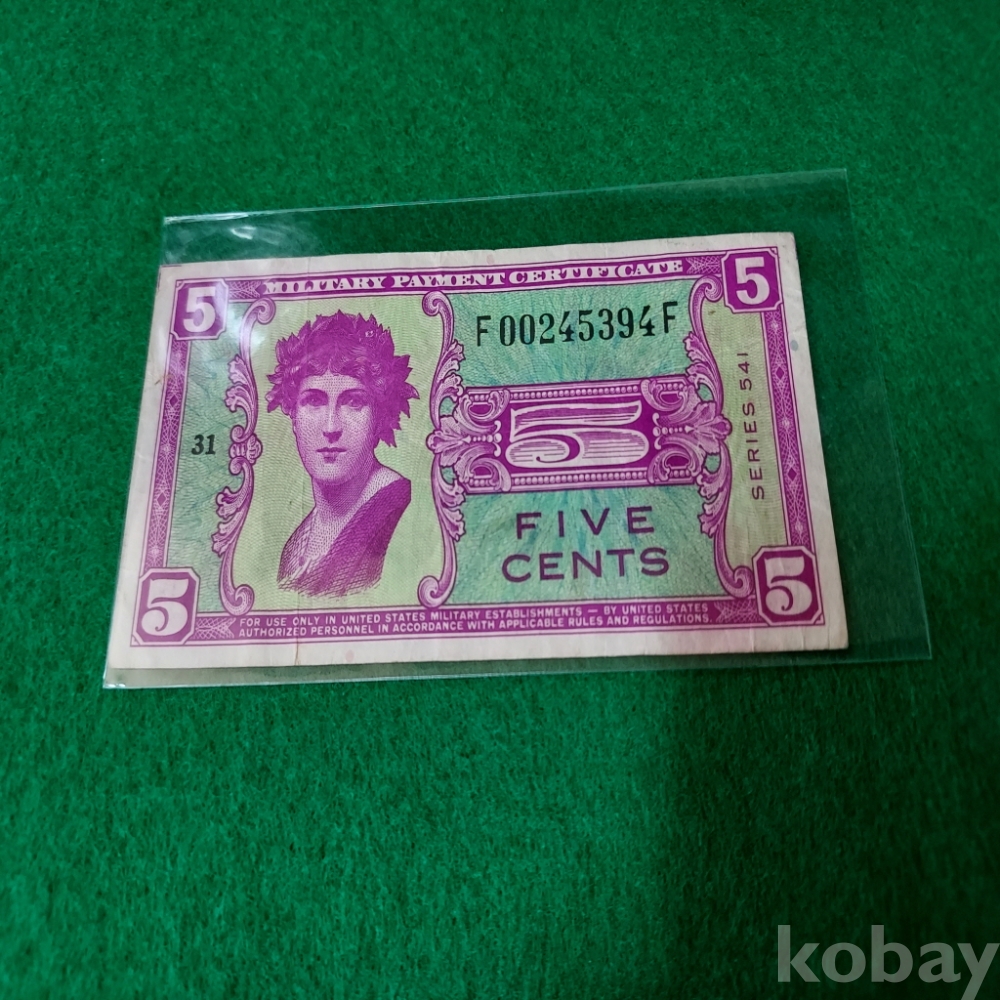 MILITARY PAYMENT CERTIFICATE
5
5
F00245394F
SERIES 541
31
5
FIVE
CENTS
5
5
FOR USE ONLY IN UNITED STATES MILITARY ESTABLISHMENTS — BY UNITED STATES
AUTHORIZED PERSONNEL IN ACCORDANCE WITH APPLICABLE RULES AND REGULATIONS.
kobay